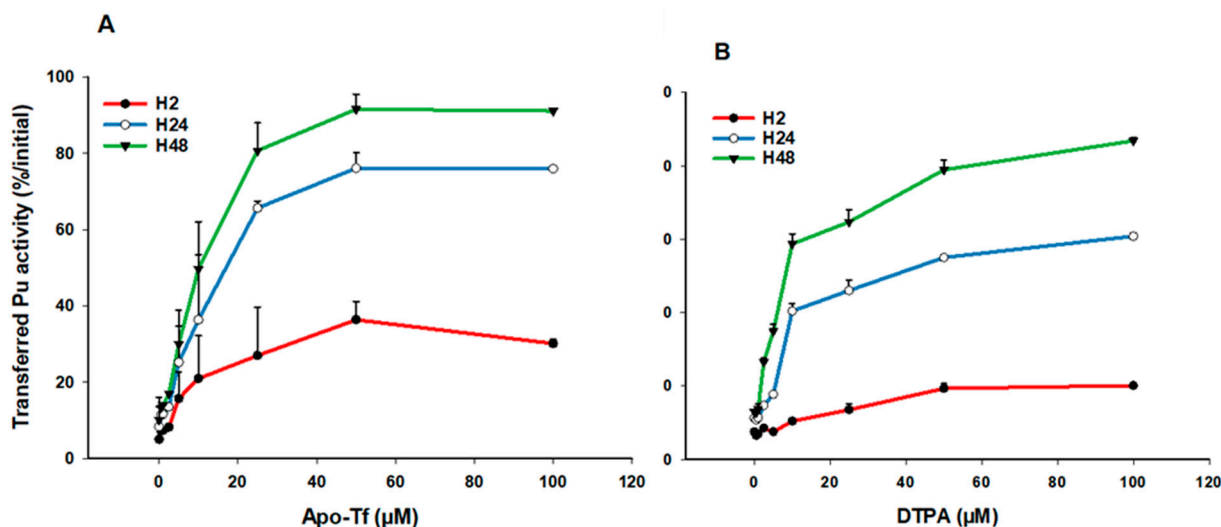 A
B
Transferred Pu activity (%/initial)
100
80
60
40
20
0
H2
H24
H48
0 20 40 60 80 100 120
Apo-Tf (µM)
0
0
0
0
0
0
H2
H24
H48
0 20 40 60 80 100 120
DTPA (µM)